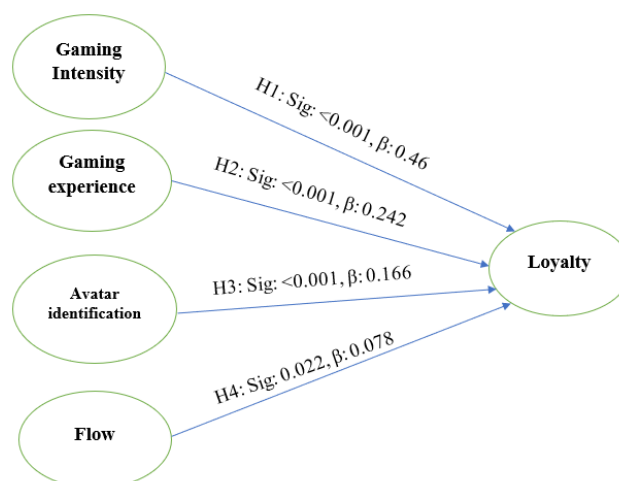 Gaming
Intensity
H1: Sig: <0.001, β: 0.46
Gaming
experience
H2: Sig: <0.001, β: 0.242
Loyalty
Avatar
identification
H3: Sig: <0.001, β: 0.166
H4: Sig: 0.022, β: 0.078
Flow